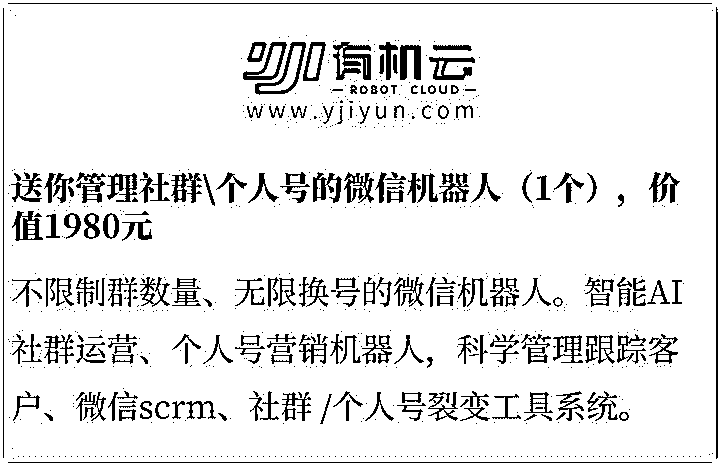 有机云
ROBOT CLOUD
www.yjiyun.com
送你管理社群\个人号的微信机器人（1个），价
值1980元
不限制群数量、无限换号的微信机器人。智能AI
社群运营、个人号营销机器人，科学管理跟踪客
户、微信scrm、社群 /个人号裂变工具系统。